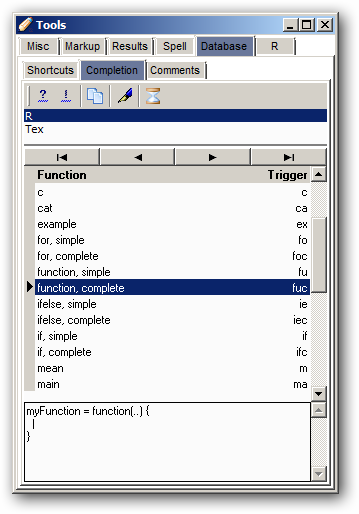 Tools
Misc Markup Results Spell Database R
Shortcuts Completion Comments
? !
R
Tex
Function Trigger
c c
cat ca
example ex
for, simple fo
for, complete foc
function, simple fu
function, complete fuc
ifelse, simple ie
ifelse, complete iec
if, simple if
if, complete ifc
mean m
main ma
myFunction = function(..) {
|
}